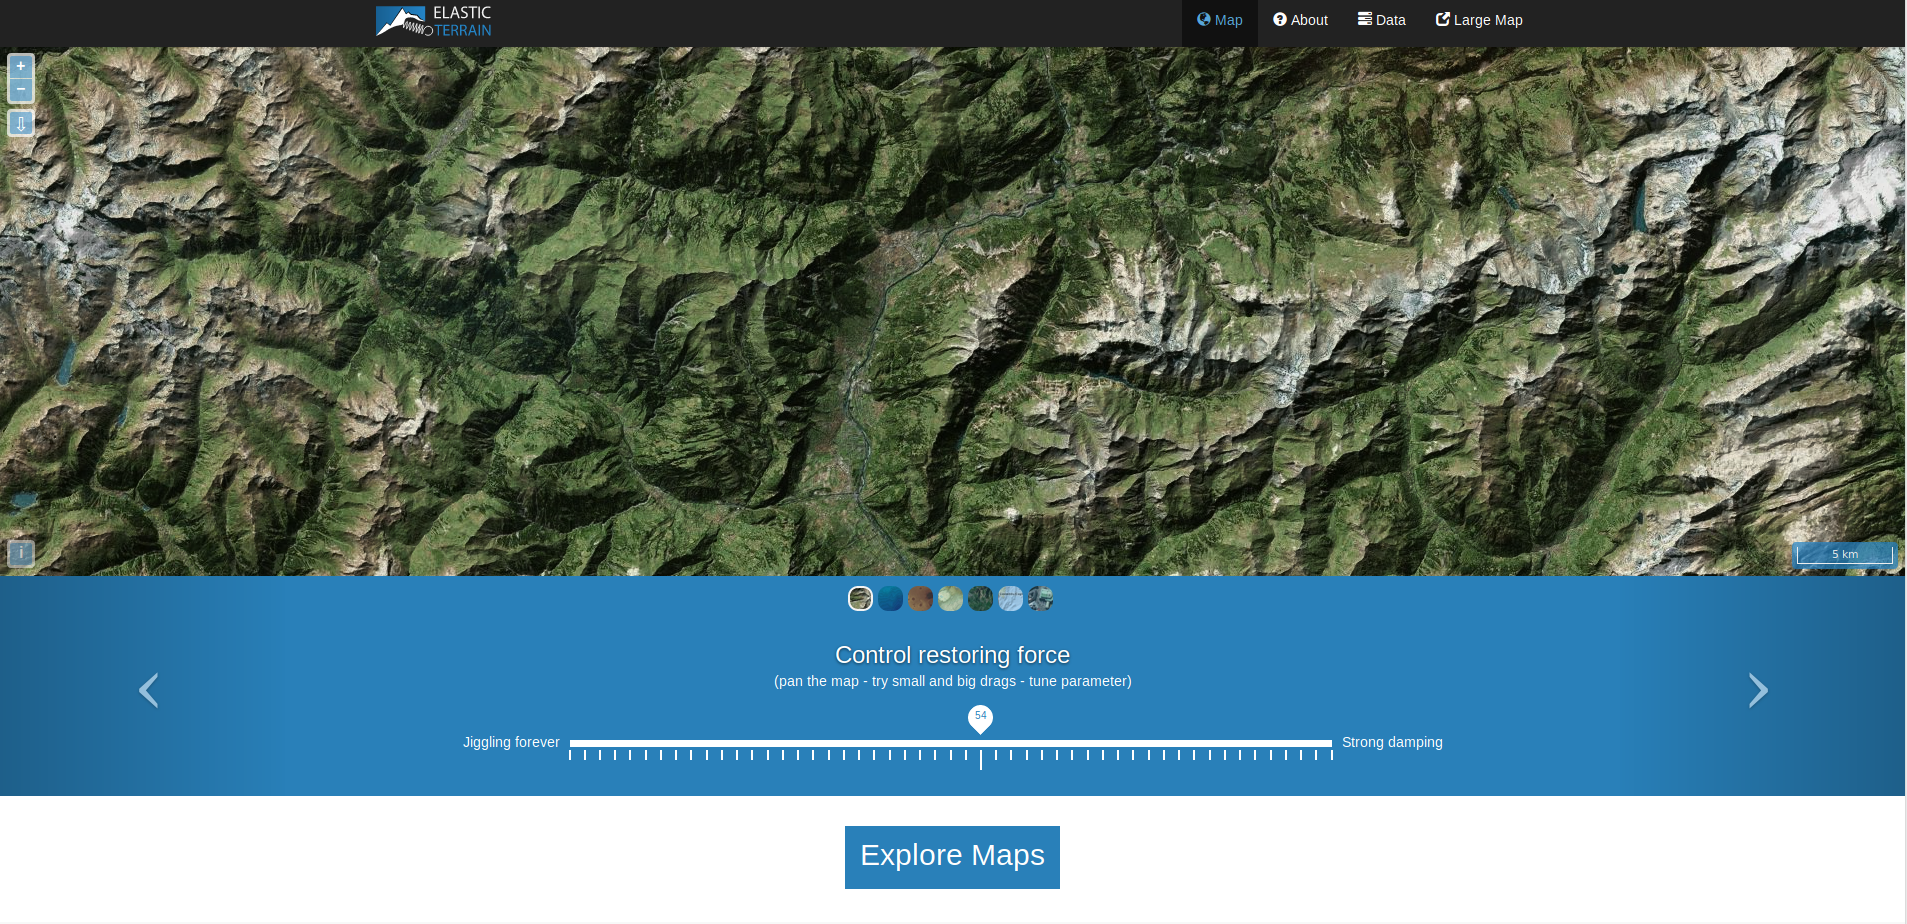 ELASTIC
TERRAIN
Map
About
Data
Large Map
+
−
⇩
i
5 km
Control restoring force
(pan the map - try small and big drags - tune parameter)
54
Jiggling forever
Strong damping
Explore Maps